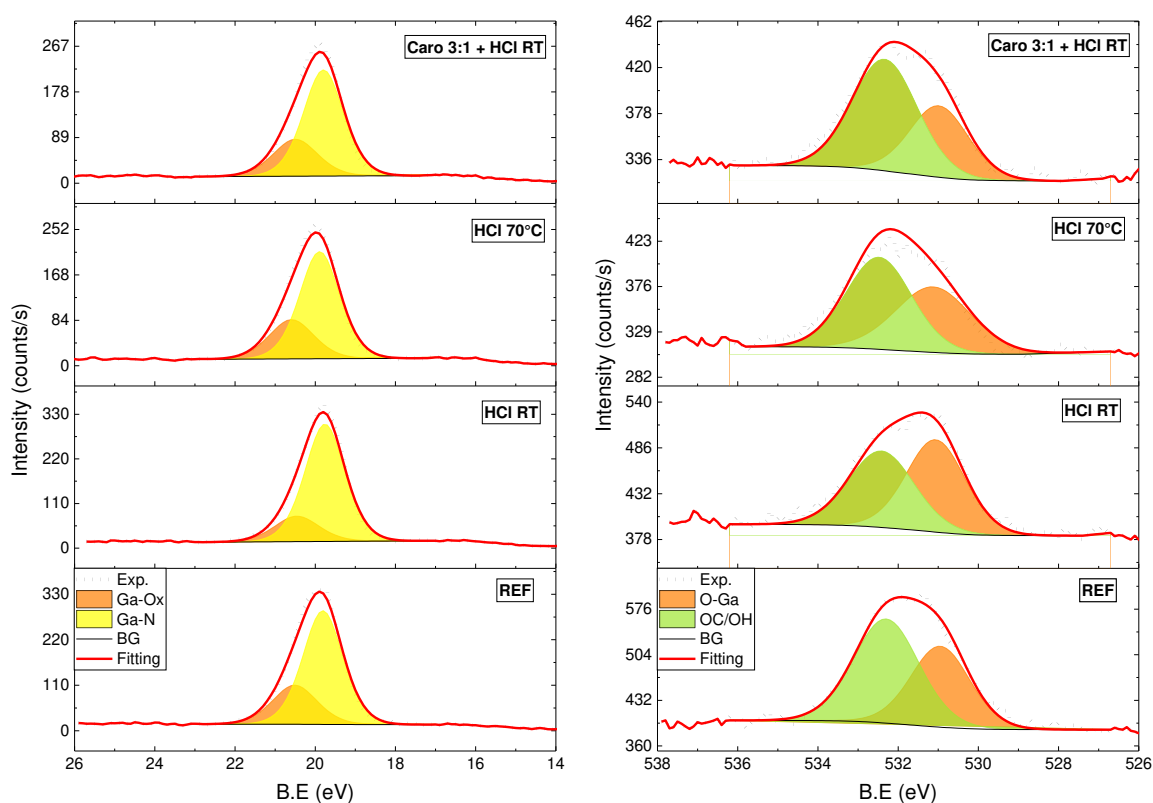 Caro 3:1 + HCl RT
267
178
89
0
HCl 70°C
252
168
84
0
HCl RT
330
220
110
0
REF
330
220
110
0
Exp.
Ga-Ox
Ga-N
BG
Fitting
26 24 22 20 18 16 14
B.E (eV)
Intensity (counts/s)
Caro 3:1 + HCl RT
462
420
378
336
HCl 70°C
423
376
329
282
HCl RT
540
486
432
378
REF
576
504
432
360
Exp.
O-Ga
OC/OH
BG
Fitting
538 536 534 532 530 528 526
B.E (eV)
Intensity (counts/s)